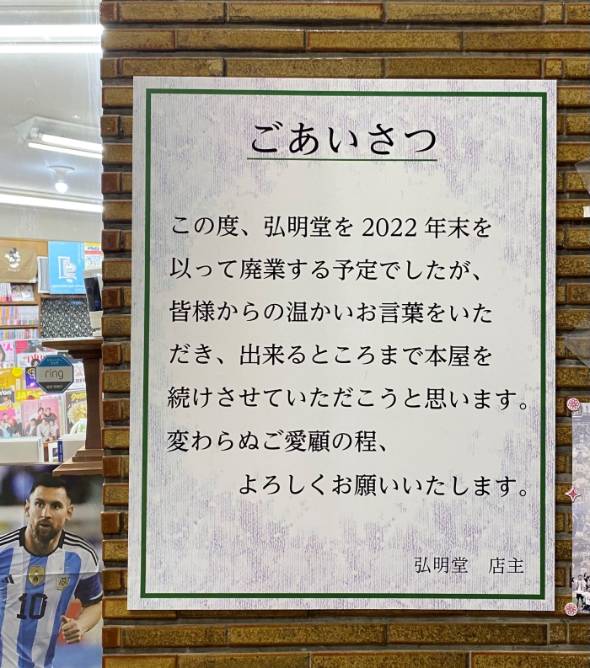 ごあいさつ
この度、弘明堂を2022年末を
以って廃業する予定でしたが、
皆様からの温かいお言葉をいた
だき、出来るところまで本屋を
続けさせていただこうと思います。
変わらぬご愛顧の程、
よろしくお願いいたします。
弘明堂　店主
ring
10